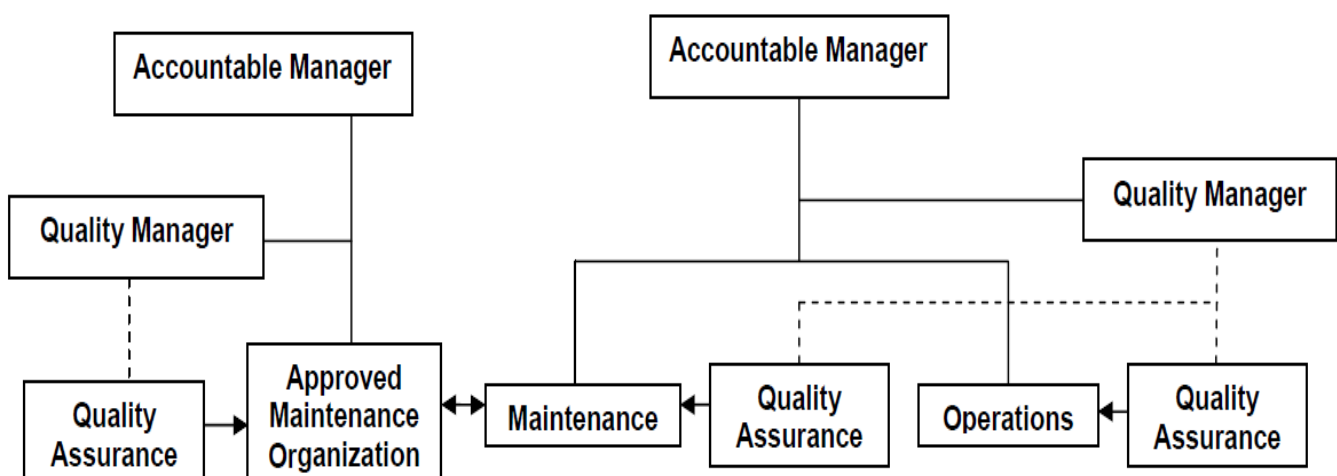 Accountable Manager
Accountable Manager
Quality Manager
Quality Manager
Approved
Maintenance
Organization
Quality
Assurance
Maintenance
Quality
Assurance
Operations
Quality
Assurance